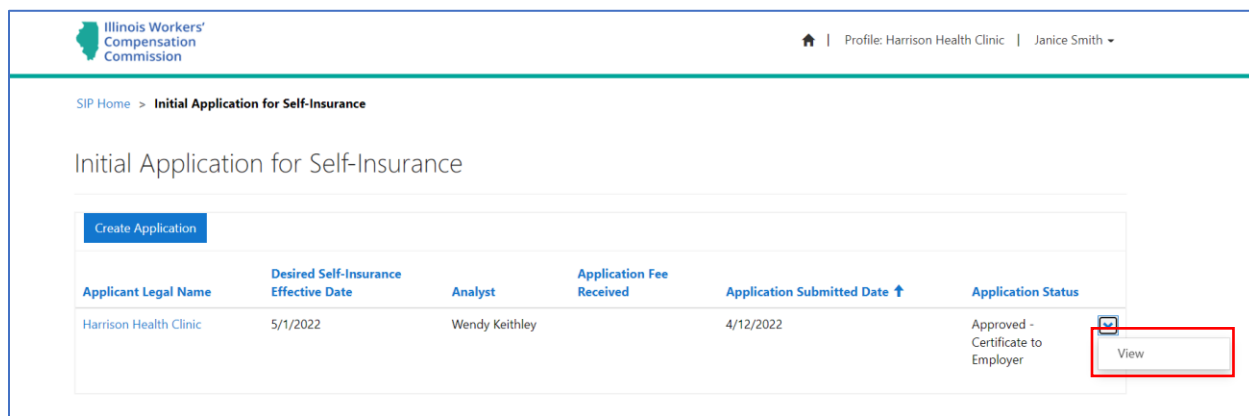 Illinois Workers'
Compensation
Commission
| Profile: Harrison Health Clinic | Janice Smith
SIP Home > Initial Application for Self-Insurance
Initial Application for Self-Insurance
Create Application
Applicant Legal Name
Desired Self-Insurance
Effective Date
Analyst
Application Fee
Received
Application Submitted Date
Application Status
Harrison Health Clinic
5/1/2022
Wendy Keithley
4/12/2022
Approved -
Certificate to
Employer
View